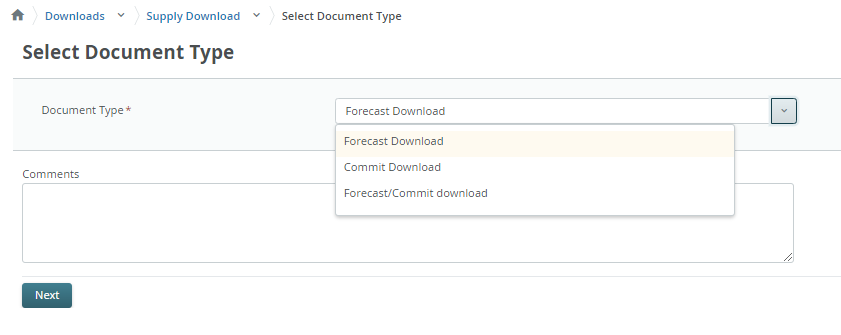 Downloads Supply Download Select Document Type
Select Document Type
Document Type* Forecast Download
Forecast Download
Commit Download
Forecast/Commit download
Comments
Next